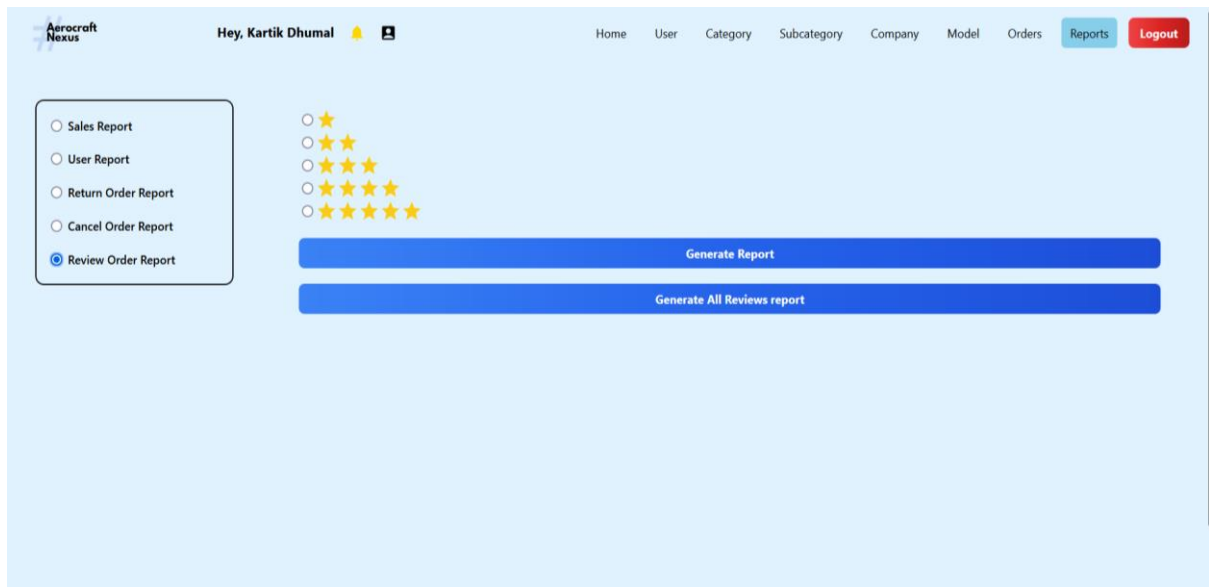 Aerocraft
Nexus
Hey, Kartik Dhumal
Home User Category Subcategory Company Model Orders Reports Logout
Sales Report
User Report
Return Order Report
Cancel Order Report
Review Order Report
Generate Report
Generate All Reviews report